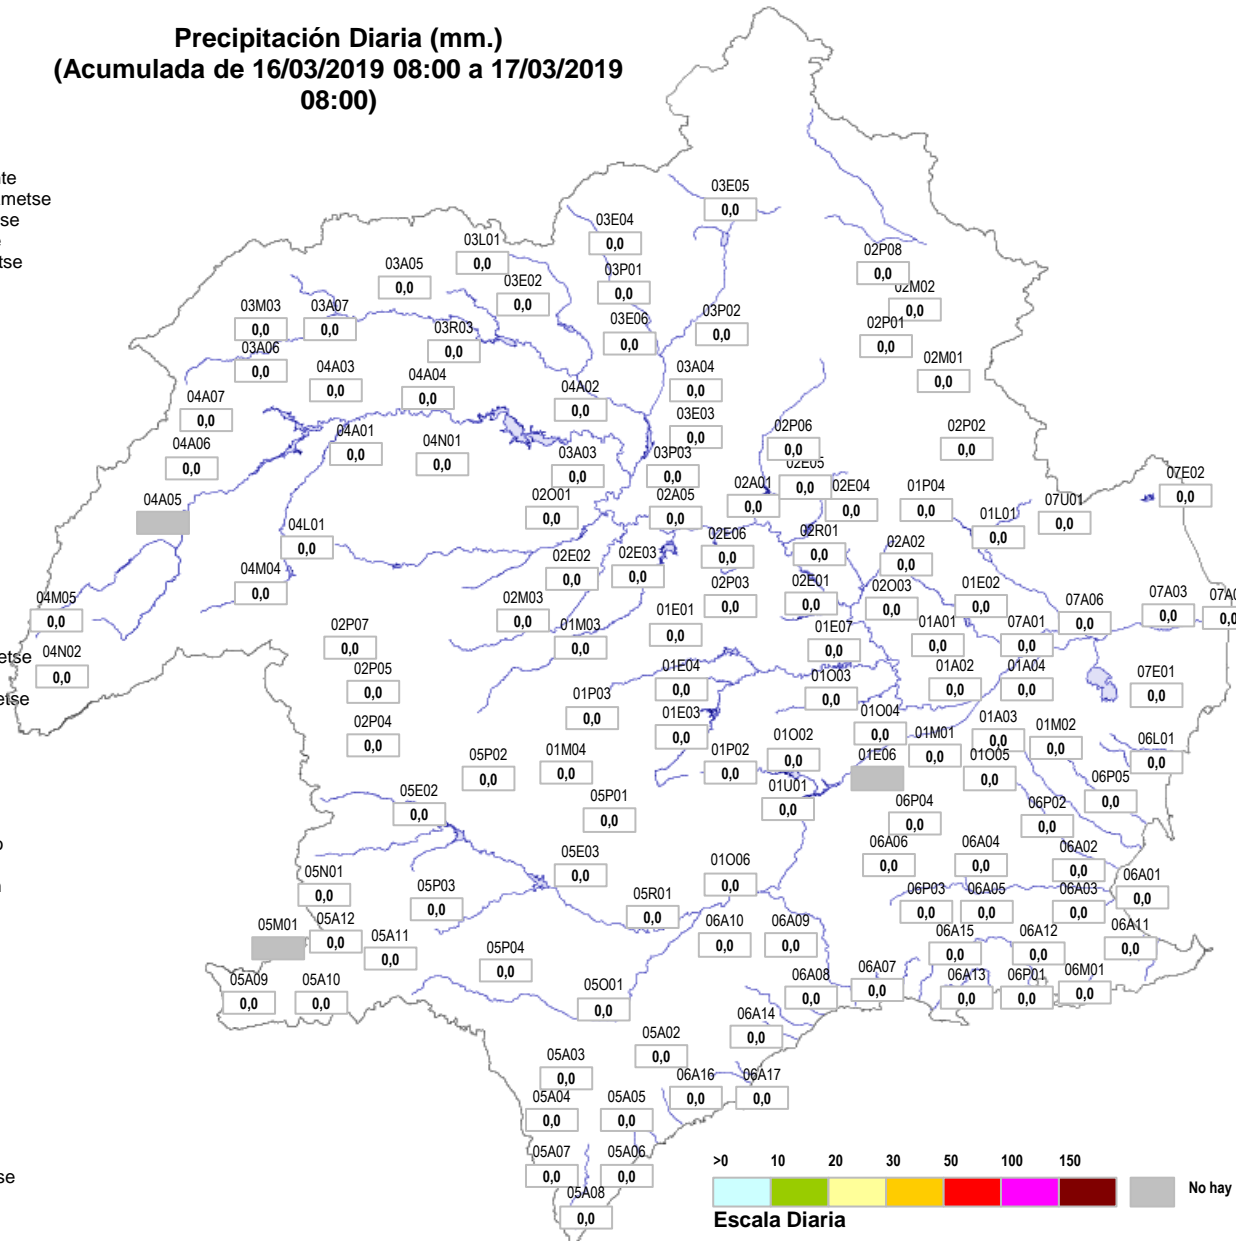 Precipitación Diaria (mm.)
(Acumulada de 16/03/2019 08:00 a 17/03/2019
08:00)
te
metse
se
e
tse
03E05
0,0
03E04
0,0
03L01
0,0
02P08
0,0
03A05
0,0
03P01
0,0
03E02
0,0
02M02
0,0
03M03
0,0
03A07
0,0
03E06
0,0
03P02
0,0
03R03
0,0
02P01
0,0
03A06
0,0
04A03
0,0
04A04
0,0
03A04
0,0
02M01
0,0
04A07
0,0
04A02
0,0
03E03
0,0
04A01
0,0
02P06
0,0
02P02
0,0
04A06
0,0
04N01
0,0
03A03
0,0
03P03
0,0
02E05
0,0
07E02
0,0
04A05
02O01
0,0
02A05
0,0
02A01
0,0
02E04
0,0
01P04
0,0
07U01
0,0
01L01
0,0
04L01
0,0
02E06
0,0
02R01
0,0
02A02
0,0
02E02
0,0
02E03
0,0
04M04
0,0
02P03
0,0
02E01
0,0
02O03
0,0
01E02
0,0
07A03
0,0
07A0
0,0
04M05
0,0
02M03
0,0
01E01
0,0
07A06
0,0
02P07
0,0
01M03
0,0
01E07
0,0
01A01
0,0
07A01
0,0
etse
04N02
0,0
02P05
0,0
01E04
0,0
01O03
0,0
01A02
0,0
01A04
0,0
07E01
0,0
etse
01P03
0,0
02P04
0,0
01E03
0,0
01O04
0,0
01A03
0,0
01M02
0,0
01O02
0,0
01M01
0,0
06L01
0,0
05P02
0,0
01M04
0,0
01P02
0,0
01E06
01O05
0,0
06P05
0,0
05E02
0,0
05P01
0,0
01U01
0,0
06P04
0,0
06P02
0,0
o
05E03
0,0
01O06
0,0
06A06
0,0
06A04
0,0
06A02
0,0
n
05N01
0,0
05P03
0,0
05R01
0,0
06P03
0,0
06A05
0,0
06A03
0,0
06A01
0,0
05M01
05A12
0,0
05A11
0,0
06A10
0,0
06A09
0,0
06A15
0,0
06A12
0,0
06A11
0,0
05P04
0,0
05A09
0,0
05A10
0,0
05O01
0,0
06A08
0,0
06A07
0,0
06A13
0,0
06P01
0,0
06M01
0,0
06A14
0,0
05A02
0,0
05A03
0,0
06A16
0,0
06A17
0,0
05A04
0,0
05A05
0,0
05A07
0,0
05A06
0,0
se
05A08
0,0
>0 10 20 30 50 100 150
No hay
Escala Diaria